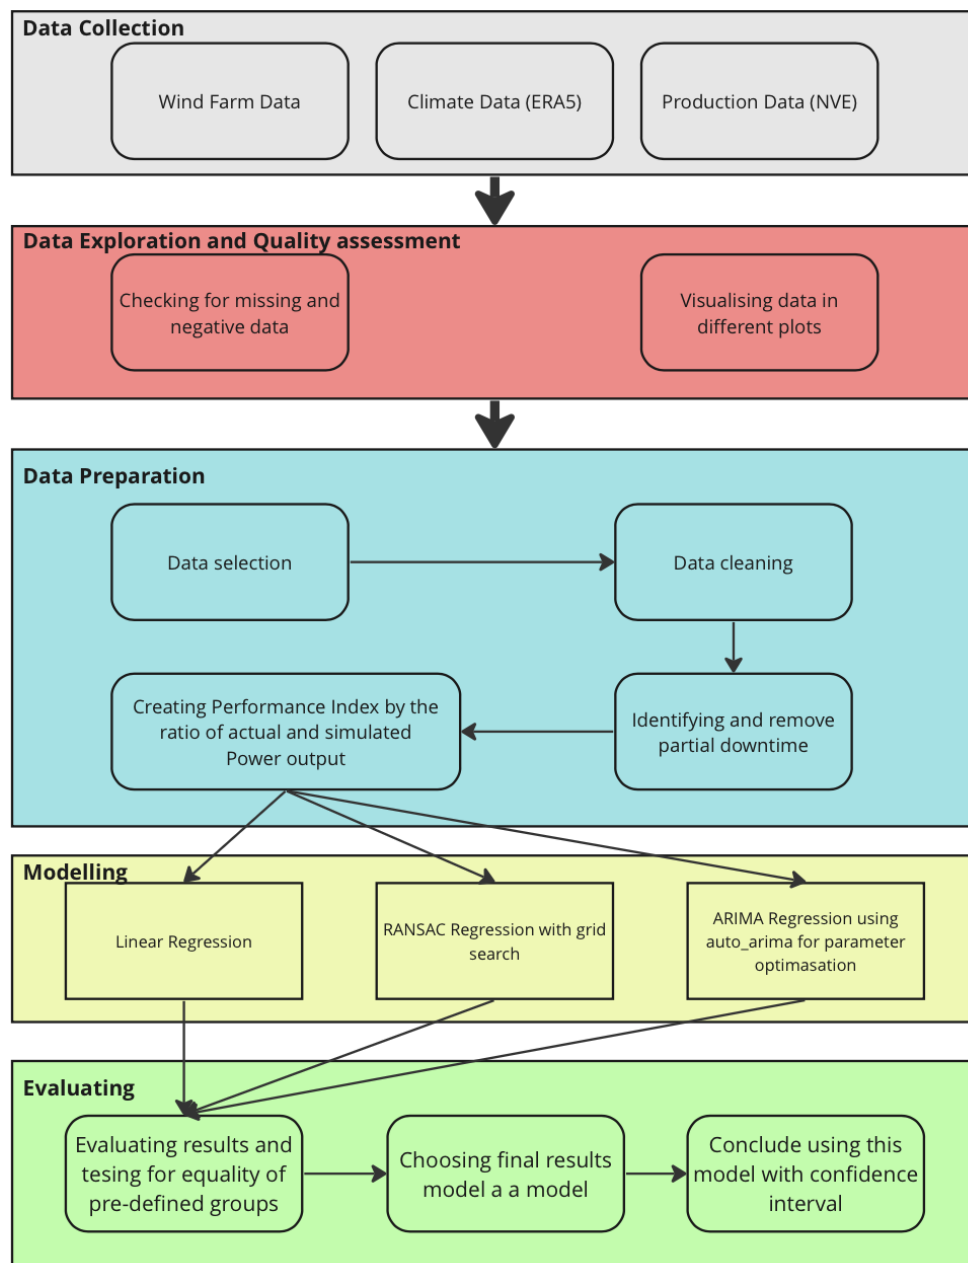 Data Collection
Wind Farm Data
Climate Data (ERA5)
Production Data (NVE)
Data Exploration and Quality assessment
Checking for missing and
negative data
Visualising data in
different plots
Data Preparation
Data selection
Data cleaning
Creating Performance Index by the
ratio of actual and simulated
Power output
Identifying and remove
partial downtime
Modelling
Linear Regression
RANSAC Regression with grid
search
ARIMA Regression using
auto_arima for parameter
optimasation
Evaluating
Evaluating results and
tesing for equality of
pre-defined groups
Choosing final results
model a a model
Conclude using this
model with confidence
interval